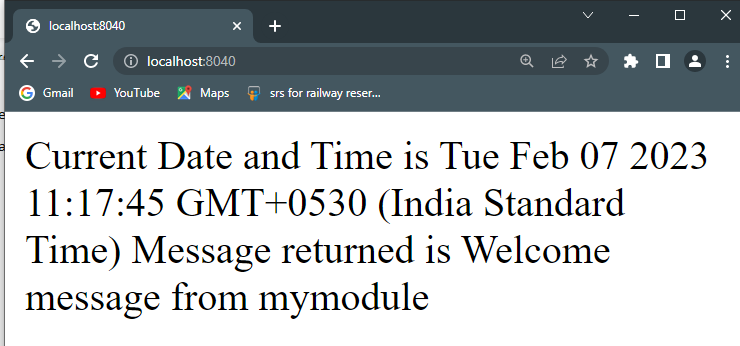 localhost:8040
localhost:8040
Gmail YouTube Maps srs for railway reser...
Current Date and Time is Tue Feb 07 2023
11:17:45 GMT+0530 (India Standard
Time) Message returned is Welcome
message from mymodule